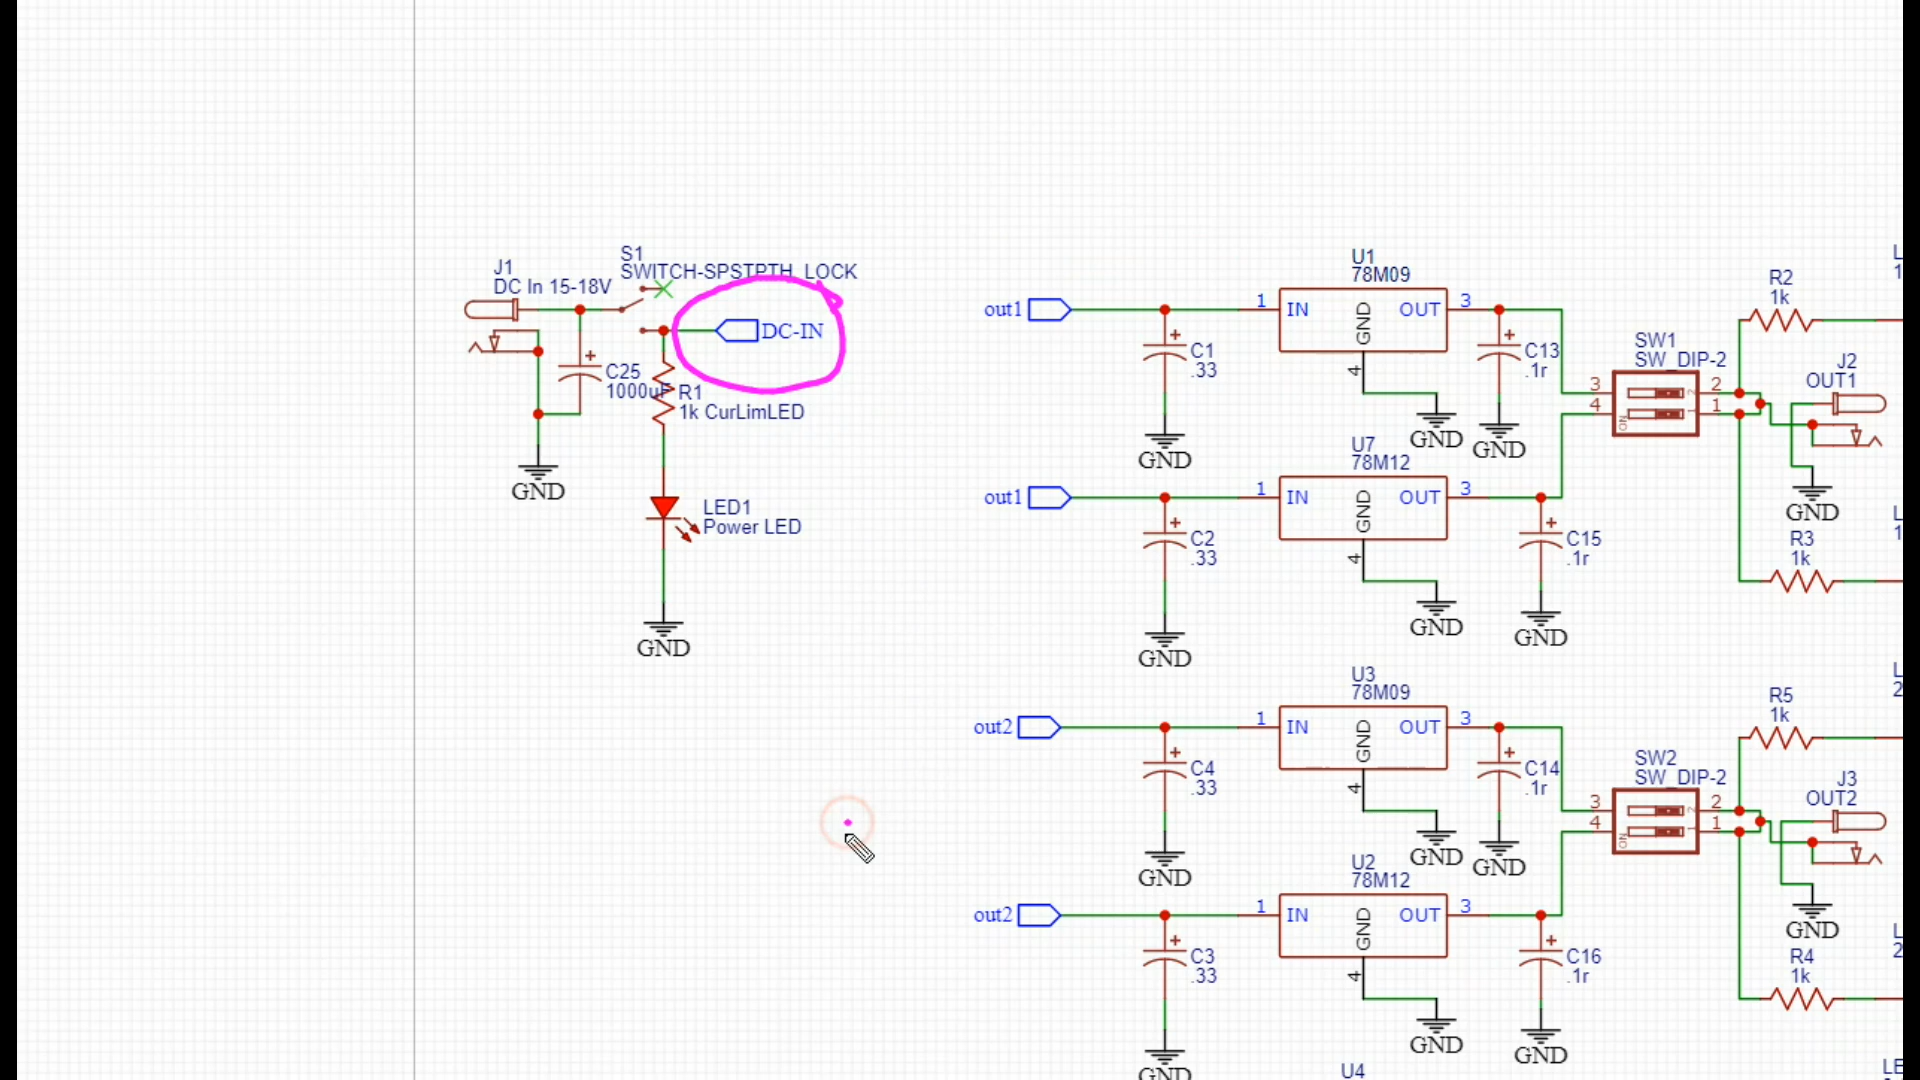 J1
DC In 15-18V
S1
SWITCH-SPSTPTH_LOCK
DC-IN
C25
1000uF
R1
1k CurLimLED
GND
LED1
Power LED
GND
out1
C1
.33
GND
U1
78M09
1 IN GND OUT 3
4
GND
C13
.1r
GND
out1
C2
.33
GND
U7
78M12
1 IN GND OUT 3
4
GND
C15
.1r
GND
SW1
SW_DIP-2
3 2
4 1
ON
R2
1k
J2
OUT1
GND
R3
1k
out2
C4
.33
GND
U3
78M09
1 IN GND OUT 3
4
GND
C14
.1r
GND
out2
C3
.33
GND
U2
78M12
1 IN GND OUT 3
4
GND
C16
.1r
GND
SW2
SW_DIP-2
3 2
4 1
ON
R5
1k
J3
OUT2
GND
R4
1k
U4